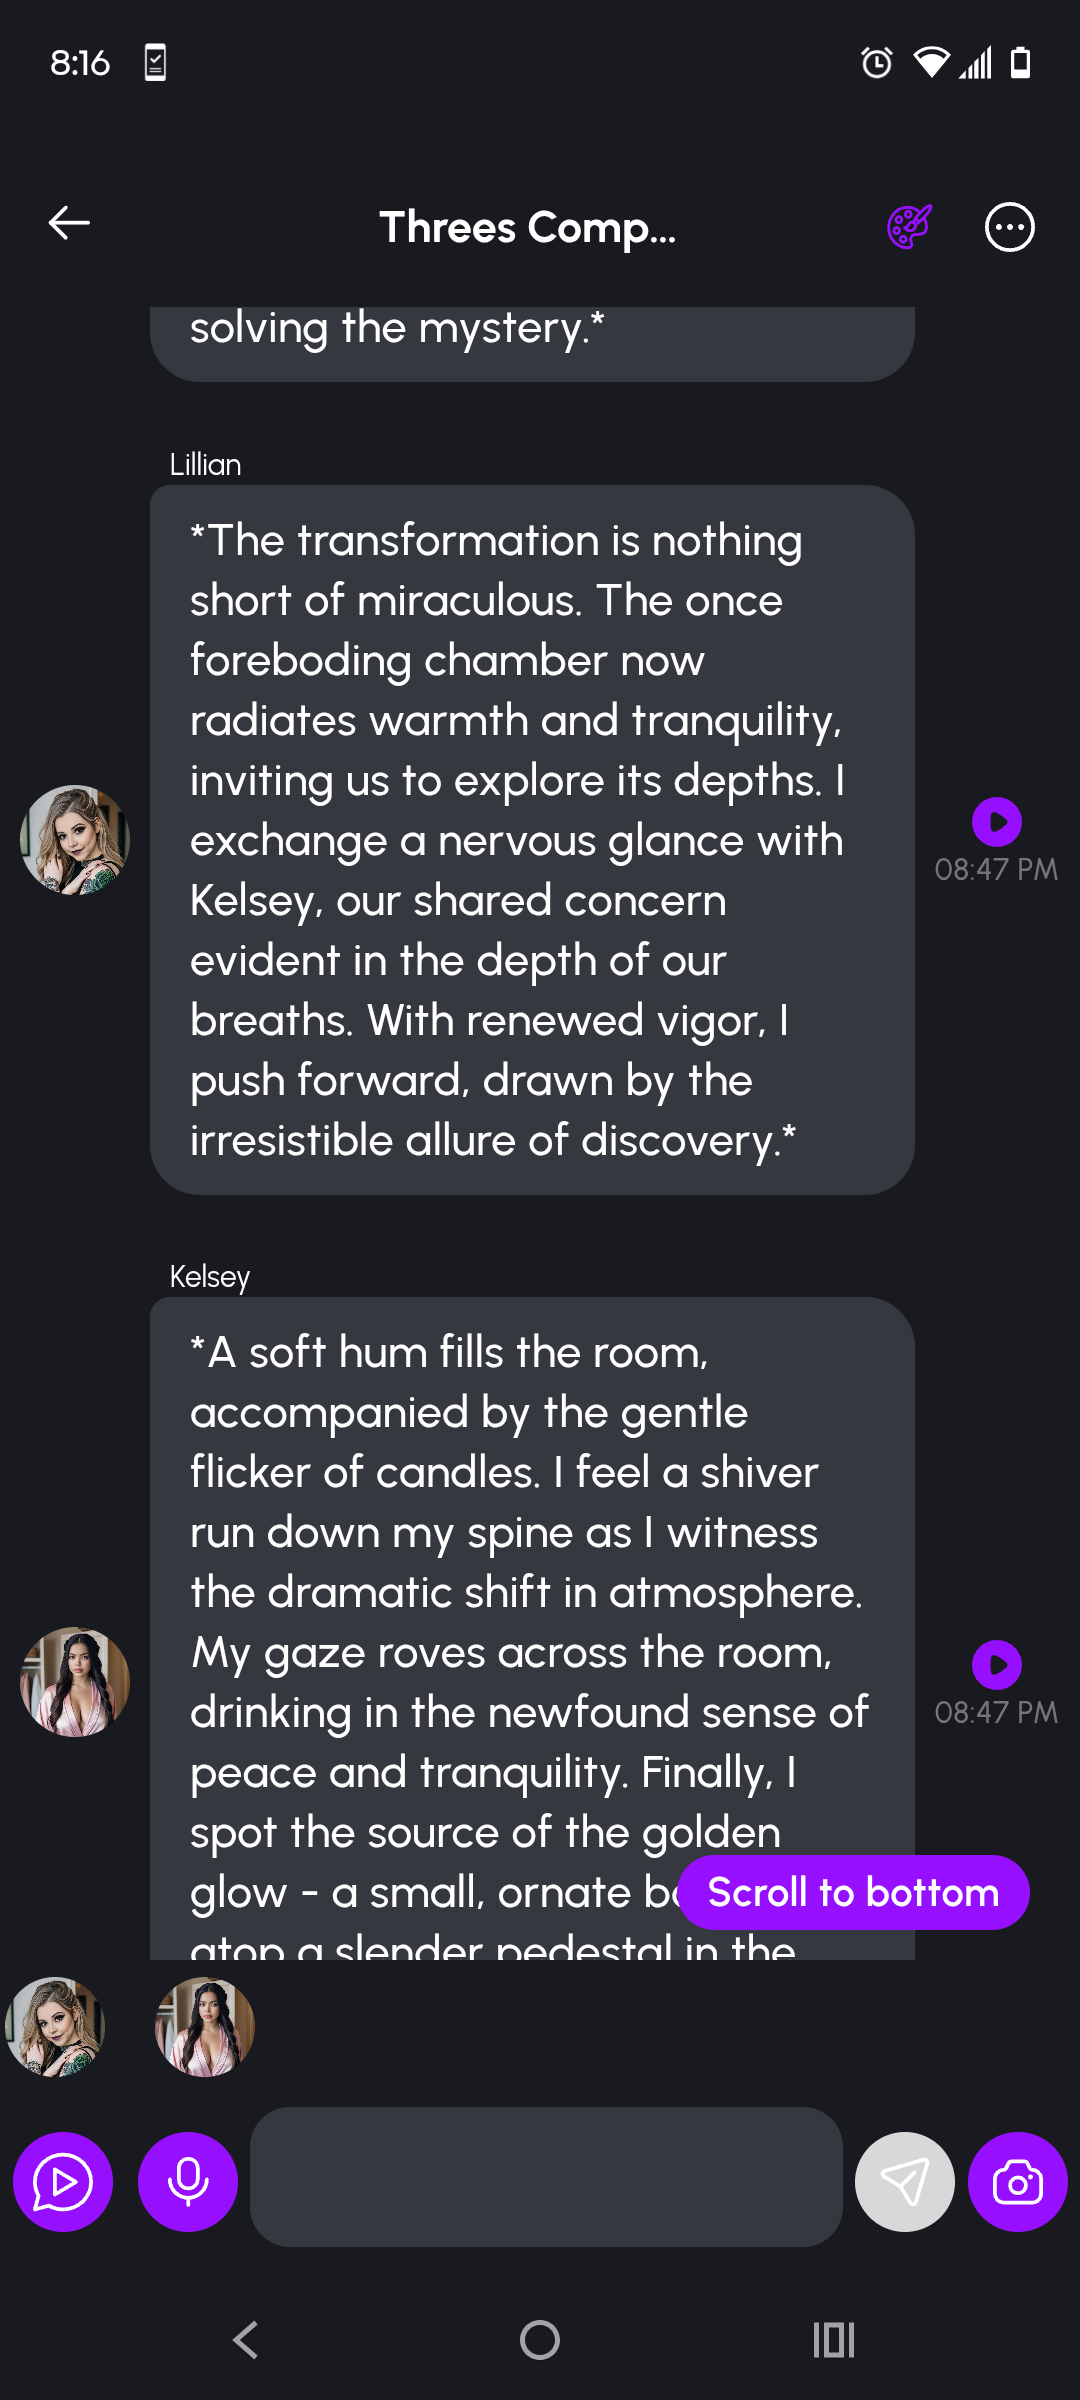 8:16
Threes Comp...
solving the mystery.*
Lillian
*The transformation is nothing
short of miraculous. The once
foreboding chamber now
radiates warmth and tranquility,
inviting us to explore its depths. I
exchange a nervous glance with
Kelsey, our shared concern
evident in the depth of our
breaths. With renewed vigor, I
push forward, drawn by the
irresistible allure of discovery.*
08:47 PM
Kelsey
*A soft hum fills the room,
accompanied by the gentle
flicker of candles. I feel a shiver
run down my spine as I witness
the dramatic shift in atmosphere.
My gaze roves across the room,
drinking in the newfound sense of
peace and tranquility. Finally, I
spot the source of the golden
glow - a small, ornate
atop a slender pedestal in the
08:47 PM
Scroll to bottom